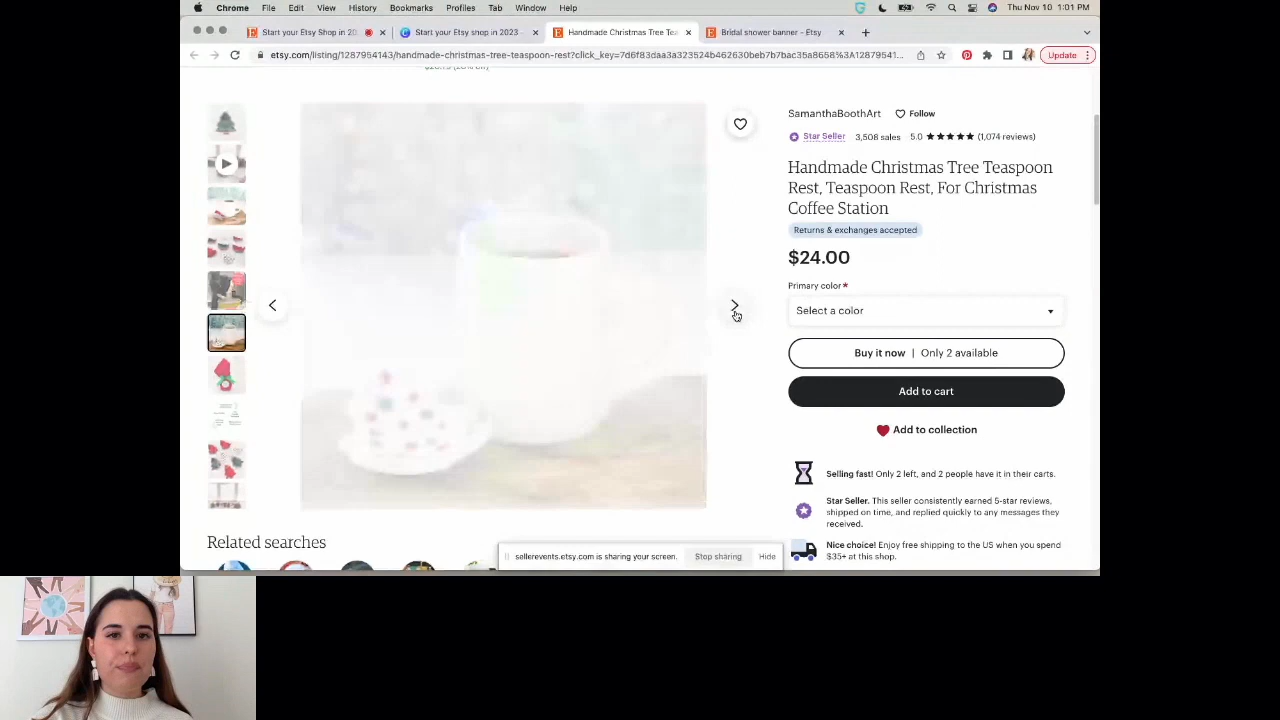 Chrome File Edit View History Bookmarks Profiles Tab Window Help Thu Nov 10 1:01 PM
Start your Etsy Shop in 20 Start your Etsy shop in 2023 Handmade Christmas Tree Tea Bridal shower banner - Etsy
etsy.com/listing/1287954143/handmade-christmas-tree-teaspoon-rest?click_key=7d6f83daa3a323524b462630beb7b7bac35a8658%3A12879541... Update
SamanthaBoothArt Follow
Star Seller 3,508 sales 5.0 (1,074 reviews)
Handmade Christmas Tree Teaspoon
Rest, Teaspoon Rest, For Christmas
Coffee Station
Returns & exchanges accepted
$24.00
Primary color*
Select a color
Buy it now | Only 2 available
Add to cart
Add to collection
Selling fast! Only 2 left, and 2 people have it in their carts.
Star Seller. This seller consistently earned 5-star reviews,
shipped on time, and replied quickly to any messages they
received.
Nice choice! Enjoy free shipping to the US when you spend
$35+ at this shop.
Related searches
sellerevents.etsy.com is sharing your screen. Stop sharing Hide